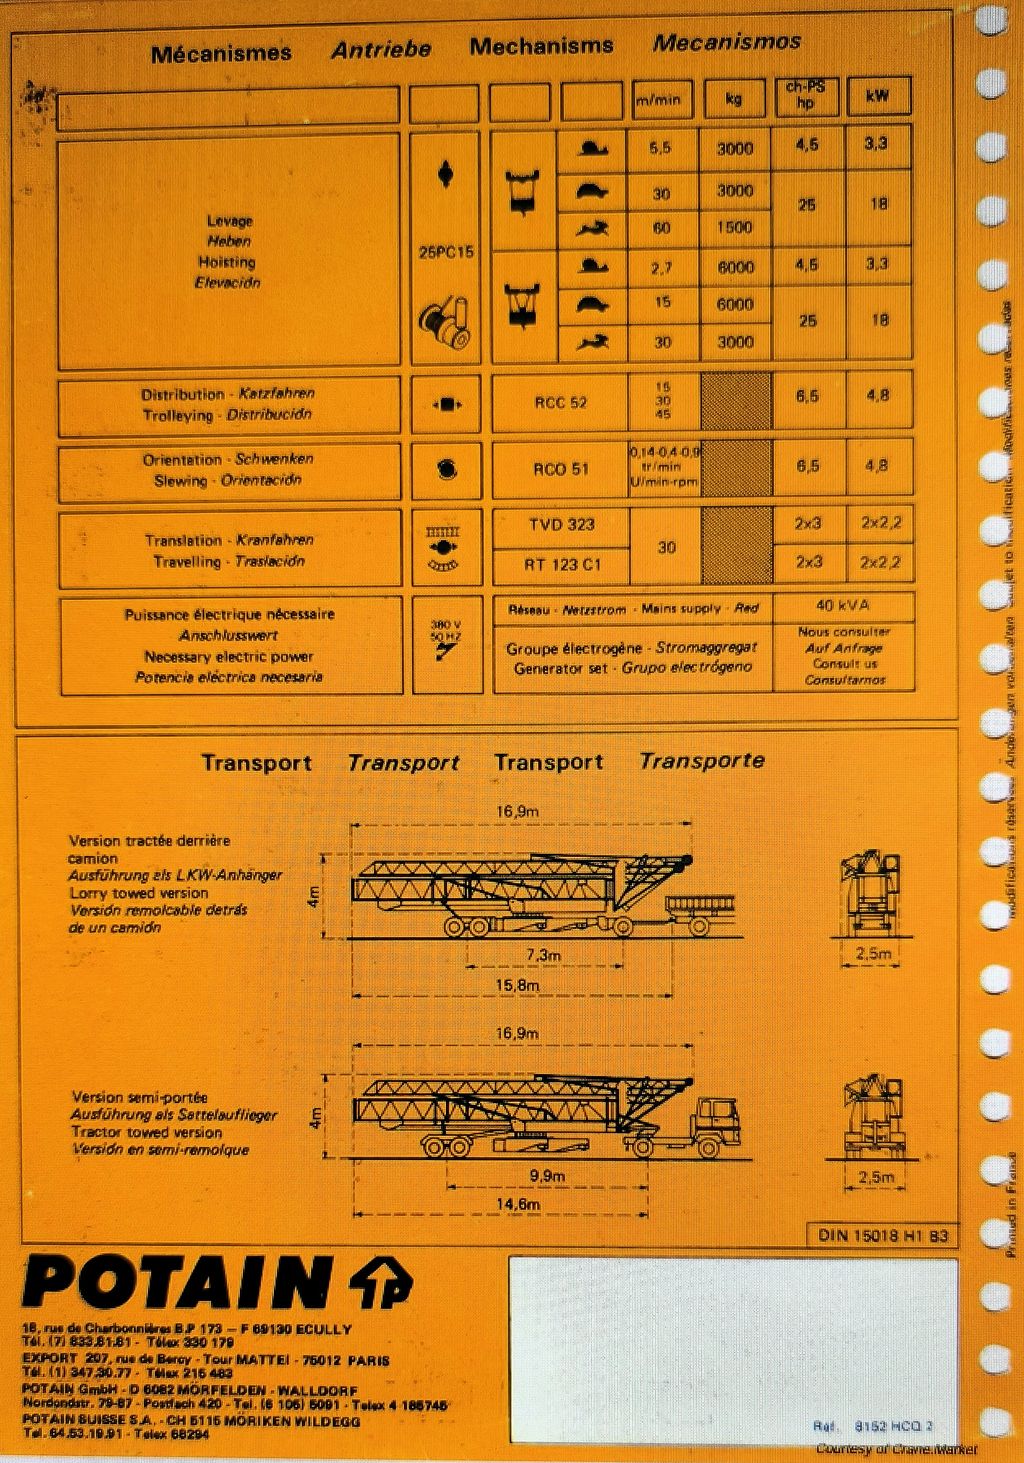 Mécanismes Antriebe Mechanisms Mecanismos
m/min kg ch-PS hp kW
Levage
Heben
Hoisting
Elevación
25PC15
5,5 3000 4,5 3,3
30 3000 25 18
60 1500
2,7 6000 4,5 3,3
15 6000 25 18
30 3000
Distribution - Katzfahren
Trolleying - Distribución
RCC 52
15
30
45
6,5 4,8
Orientation - Schwenken
Slewing - Orientación
RCO 51
0,14-0,4-0,9
tr/min
U/min-rpm
6,5 4,8
Translation - Kranfahren
Travelling - Traslación
TVD 323 30 2x3 2x2,2
RT 123 C1 2x3 2x2,2
Puissance électrique nécessaire
Anschlusswert
Necessary electric power
Potencia eléctrica necesaria
380 V
50 HZ
Réseau - Netzstrom - Mains supply - Red 40 kVA
Groupe électrogène - Stromaggregat
Generator set - Grupo electrógeno
Nous consulter
Auf Anfrage
Consult us
Consultarnos
Transport Transport Transport Transporte
Version tractée derrière
camion
Ausführung als LKW-Anhänger
Lorry towed version
Versión remolcable detrás
de un camión
16,9m
4m
7,3m
15,8m
2,5m
Version semi-portée
Ausführung als Sattelauflieger
Tractor towed version
Versión en semi-remolque
16,9m
4m
9,9m
14,6m
2,5m
DIN 15018 H1 B3
POTAIN
18, rue de Charbonnières B.P 173 – F 69130 ECULLY
Tél. (7) 833.81.81 - Télex 330 179
EXPORT 207, rue de Bercy - Tour MATTEI - 75012 PARIS
Tél. (1) 347.30.77 - Télex 215 483
POTAIN GmbH - D 6082 MÖRFELDEN - WALLDORF
Nordendstr. 79-87 - Postfach 420 - Tel. (6 105) 5091 - Telex 4 185745
POTAIN SUISSE S.A. - CH 5115 MÖRIKEN WILDEGG
Tel. 64.53.19.91 - Telex 68294
Réf. 8152 HCQ 2
Courtesy of Crane.Market
Modifications réservées Änderungen vorbehalten Subject to modification
Printed in France